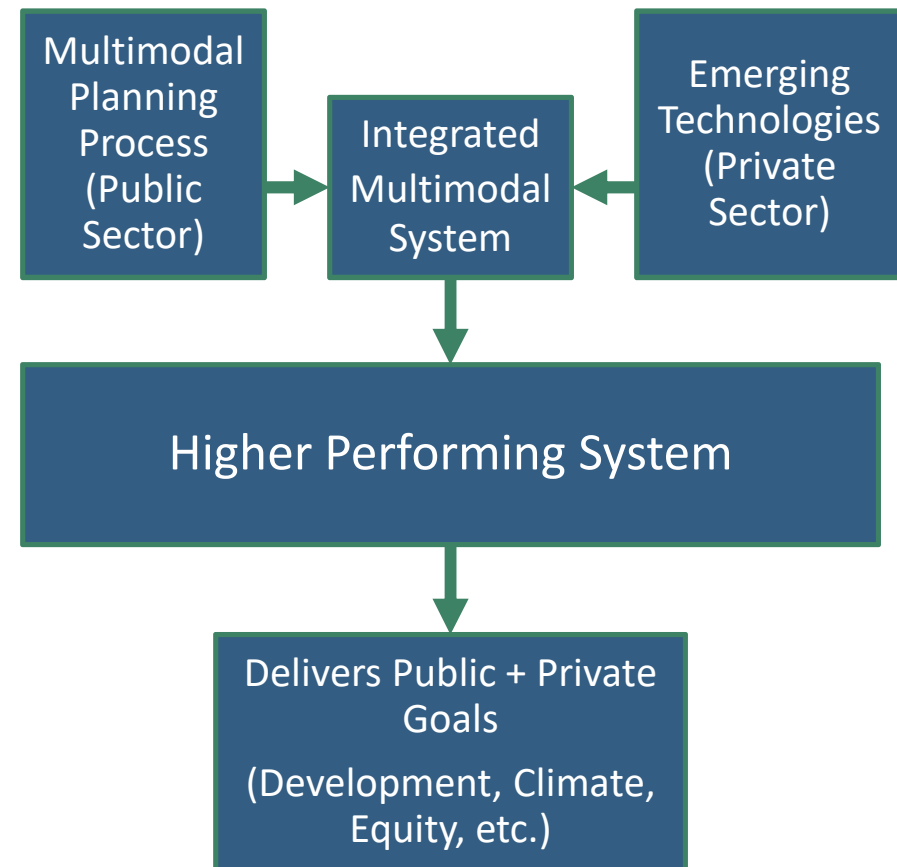 Multimodal
Planning
Process
(Public
Sector)
Integrated
Multimodal
System
Emerging
Technologies
(Private
Sector)
Higher Performing System
Delivers Public + Private
Goals
(Development, Climate,
Equity, etc.)